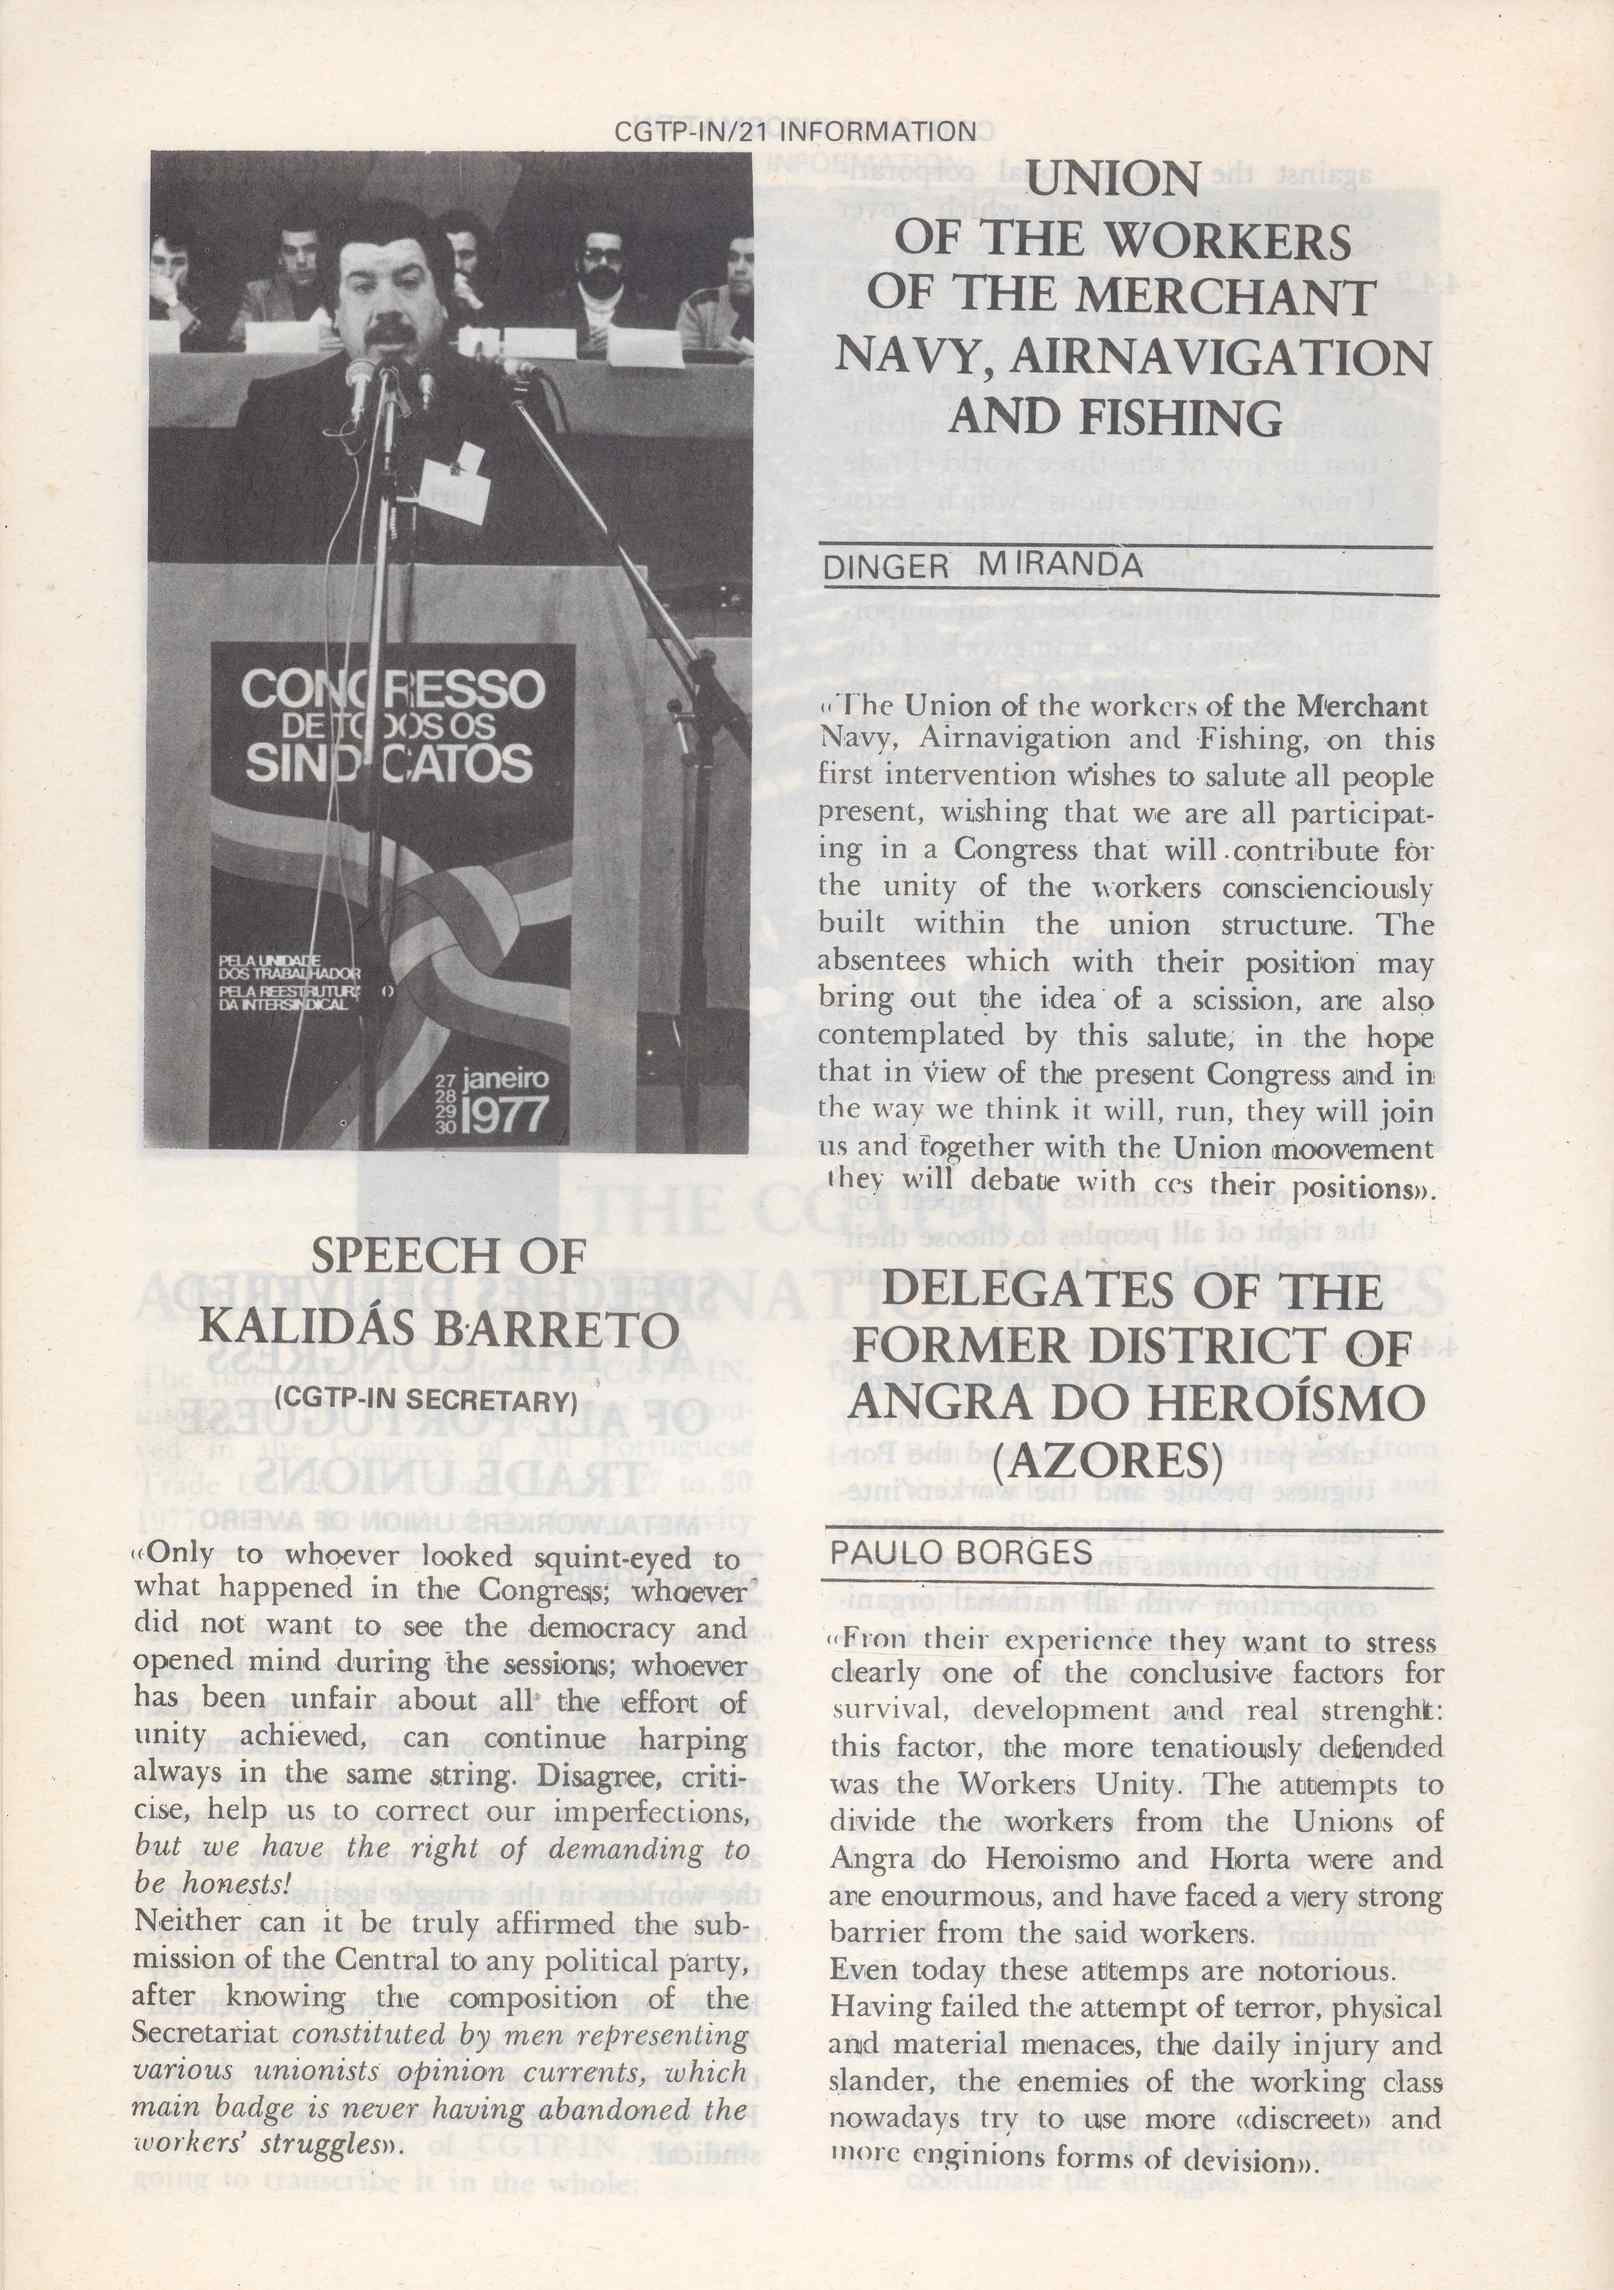 CGTP-IN/21 INFORMATION
CONGRESSO
DE TODOS OS
SINDICATOS
PELA UNIDADE
DOS TRABALHADOR
PELA REESTRUTUR
DA INTERSINDICAL
27 janeiro
28
29 1977
30
SPEECH OF
KALIDÁS BARRETO
(CGTP-IN SECRETARY)
«Only to whoever looked squint-eyed to
what happened in the Congress; whoever
did not want to see the democracy and
opened mind during the sessions; whoever
has been unfair about all the effort of
unity achieved, can continue harping
always in the same string. Disagree, criti-
cise, help us to correct our imperfections,
but we have the right of demanding to
be honests!
Neither can it be truly affirmed the sub-
mission of the Central to any political party,
after knowing the composition of the
Secretariat constituted by men representing
various unionists opinion currents, which
main badge is never having abandoned the
workers' struggles».
UNION
OF THE WORKERS
OF THE MERCHANT
NAVY, AIRNAVIGATION
AND FISHING
DINGER MIRANDA
«The Union of the workers of the Merchant
Navy, Airnavigation and Fishing, on this
first intervention wishes to salute all people
present, wishing that we are all participat-
ing in a Congress that will contribute for
the unity of the workers conscienciously
built within the union structure. The
absentees which with their position may
bring out the idea of a scission, are also
contemplated by this salute, in the hope
that in view of the present Congress and in
the way we think it will, run, they will join
us and together with the Union moovement
they will debate with ces their positions».
DELEGATES OF THE
FORMER DISTRICT OF
ANGRA DO HEROÍSMO
(AZORES)
PAULO BORGES
«Fron their experience they want to stress
clearly one of the conclusive factors for
survival, development and real strenght:
this factor, the more tenatiously defended
was the Workers Unity. The attempts to
divide the workers from the Unions of
Angra do Heroismo and Horta were and
are enourmous, and have faced a very strong
barrier from the said workers.
Even today these attemps are notorious.
Having failed the attempt of terror, physical
and material menaces, the daily injury and
slander, the enemies of the working class
nowadays try to use more «discreet» and
more enginions forms of devision».